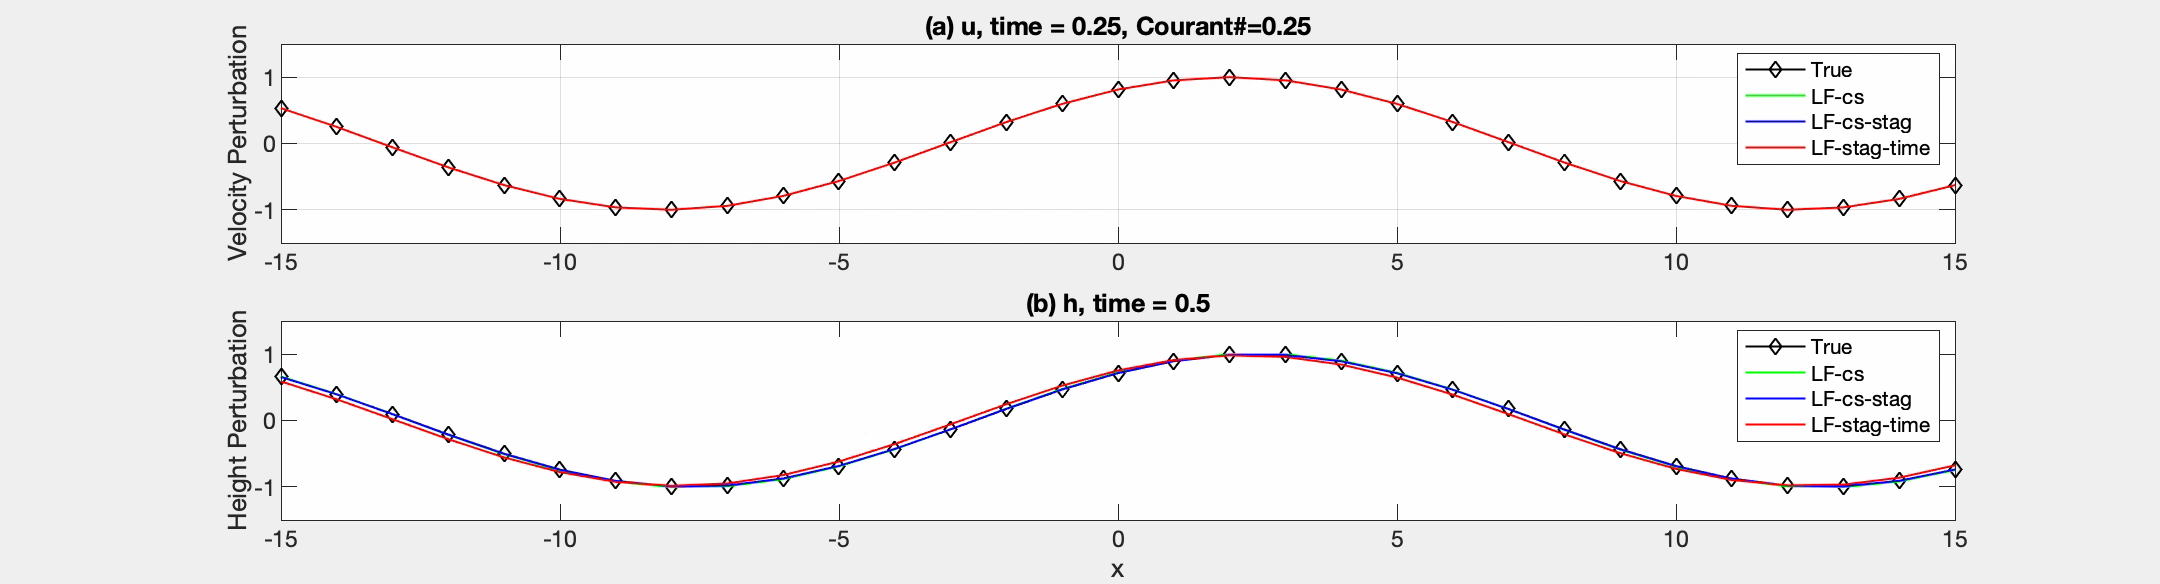 (a) u, time = 0.25, Courant#=0.25
Velocity Perturbation
1
0
-1
-15 -10 -5 0 5 10 15
True
LF-cs
LF-cs-stag
LF-stag-time
(b) h, time = 0.5
Height Perturbation
1
0
-1
-15 -10 -5 0 5 10 15
x
True
LF-cs
LF-cs-stag
LF-stag-time